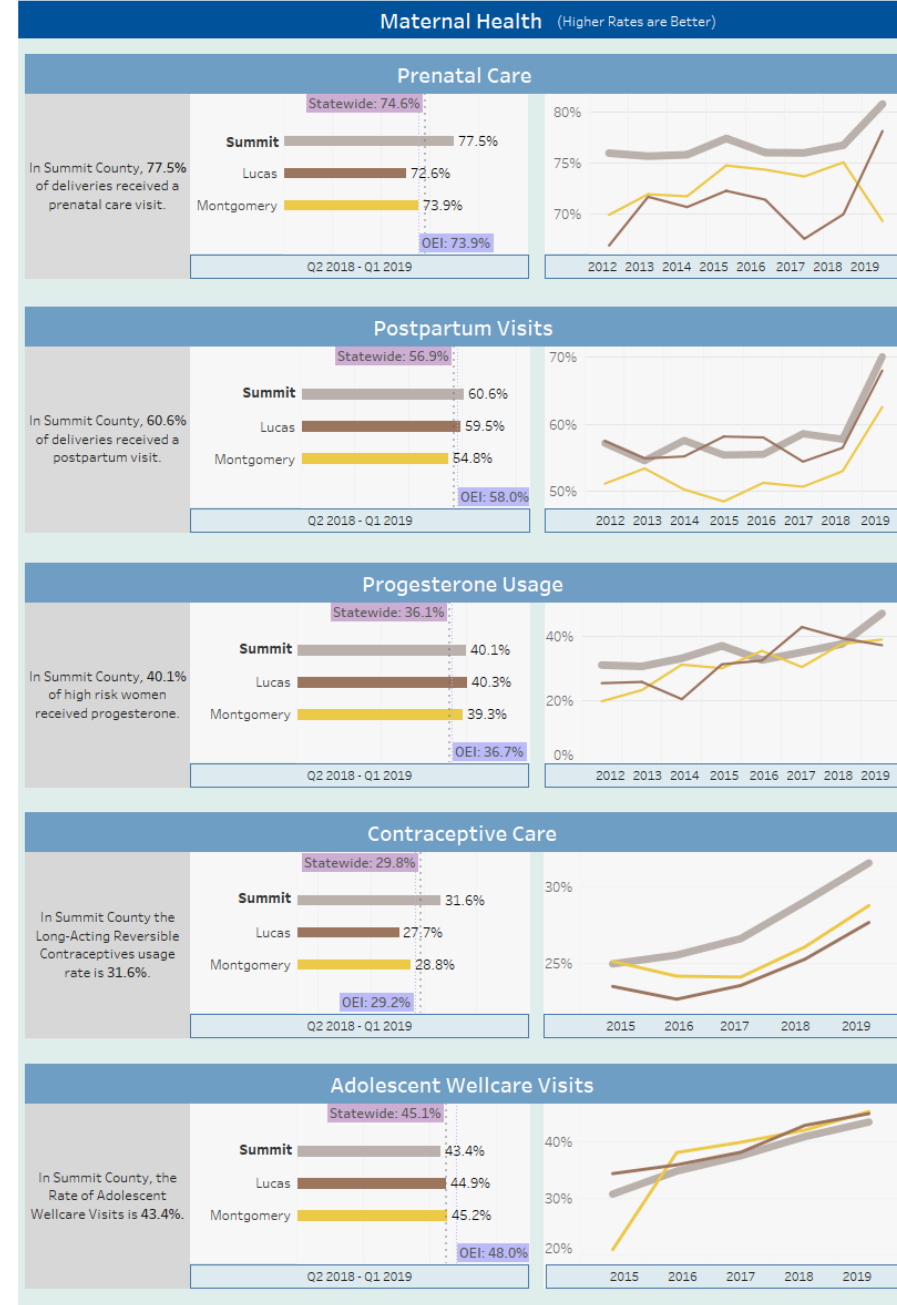 Maternal Health (Higher Rates are Better)
Prenatal Care
In Summit County, 77.5%
of deliveries received a
prenatal care visit.
Statewide: 74.6%
Summit 77.5%
Lucas 72.6%
Montgomery 73.9%
OEI: 73.9%
Q2 2018 - Q1 2019
80%
75%
70%
2012 2013 2014 2015 2016 2017 2018 2019
Postpartum Visits
In Summit County, 60.6%
of deliveries received a
postpartum visit.
Statewide: 56.9%
Summit 60.6%
Lucas 59.5%
Montgomery 54.8%
OEI: 58.0%
Q2 2018 - Q1 2019
70%
60%
50%
2012 2013 2014 2015 2016 2017 2018 2019
Progesterone Usage
In Summit County, 40.1%
of high risk women
received progesterone.
Statewide: 36.1%
Summit 40.1%
Lucas 40.3%
Montgomery 39.3%
OEI: 36.7%
Q2 2018 - Q1 2019
40%
20%
0%
2012 2013 2014 2015 2016 2017 2018 2019
Contraceptive Care
In Summit County the
Long-Acting Reversible
Contraceptives usage
rate is 31.6%.
Statewide: 29.8%
Summit 31.6%
Lucas 27.7%
Montgomery 28.8%
OEI: 29.2%
Q2 2018 - Q1 2019
30%
25%
2015 2016 2017 2018 2019
Adolescent Wellcare Visits
In Summit County, the
Rate of Adolescent
Wellcare Visits is 43.4%.
Statewide: 45.1%
Summit 43.4%
Lucas 44.9%
Montgomery 45.2%
OEI: 48.0%
Q2 2018 - Q1 2019
40%
30%
20%
2015 2016 2017 2018 2019